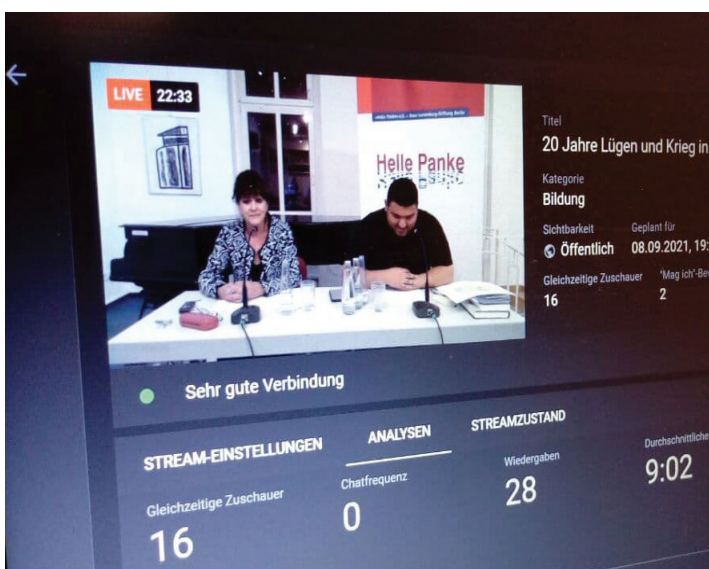 LIVE 22:33
Helle Panke
Titel
20 Jahre Lügen und Krieg in
Kategorie
Bildung
Sichtbarkeit
Geplant für
Öffentlich
08.09.2021, 19:
Gleichzeitige Zuschauer
"Mag ich"-Be
16
2
Sehr gute Verbindung
STREAM-EINSTELLUNGEN
ANALYSEN
STREAMZUSTAND
Gleichzeitige Zuschauer
Chatfrequenz
Wiedergaben
Durchschnittliche
16
0
28
9:02